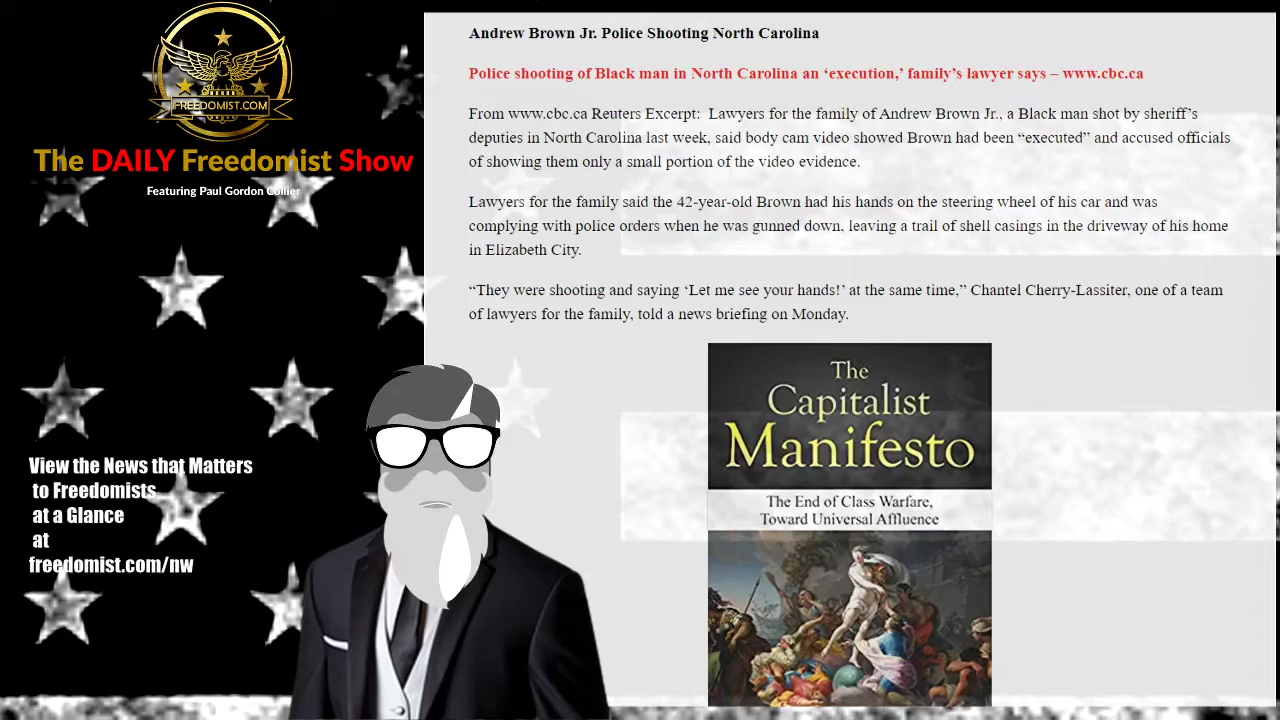 FREEDOMIST.COM
The DAILY Freedomist Show
Featuring Paul Gordon Collier
View the News that Matters
to Freedomists
at a Glance
at
freedomist.com/nw
Andrew Brown Jr. Police Shooting North Carolina
Police shooting of Black man in North Carolina an ‘execution,’ family’s lawyer says – www.cbc.ca
From www.cbc.ca Reuters Excerpt:  Lawyers for the family of Andrew Brown Jr., a Black man shot by sheriff’s
deputies in North Carolina last week, said body cam video showed Brown had been “executed” and accused officials
of showing them only a small portion of the video evidence.
Lawyers for the family said the 42-year-old Brown had his hands on the steering wheel of his car and was
complying with police orders when he was gunned down, leaving a trail of shell casings in the driveway of his home
in Elizabeth City.
“They were shooting and saying ‘Let me see your hands!’ at the same time,” Chantel Cherry-Lassiter, one of a team
of lawyers for the family, told a news briefing on Monday.
The
Capitalist
Manifesto
The End of Class Warfare,
Toward Universal Affluence